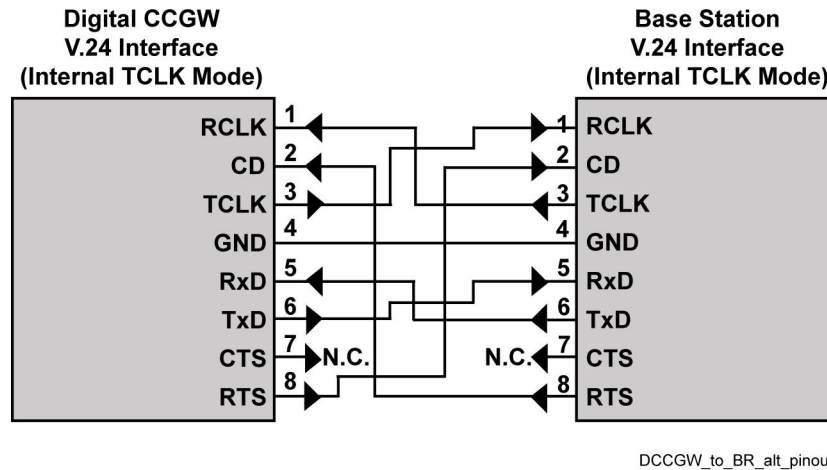 Digital CCGW
V.24 Interface
(Internal TCLK Mode)
Base Station
V.24 Interface
(Internal TCLK Mode)
RCLK 1
CD 2
TCLK 3
GND 4
RxD 5
TxD 6
CTS 7 N.C.
RTS 8
1 RCLK
2 CD
3 TCLK
4 GND
5 RxD
6 TxD
N.C. 7 CTS
8 RTS
DCCGW_to_BR_alt_pinou